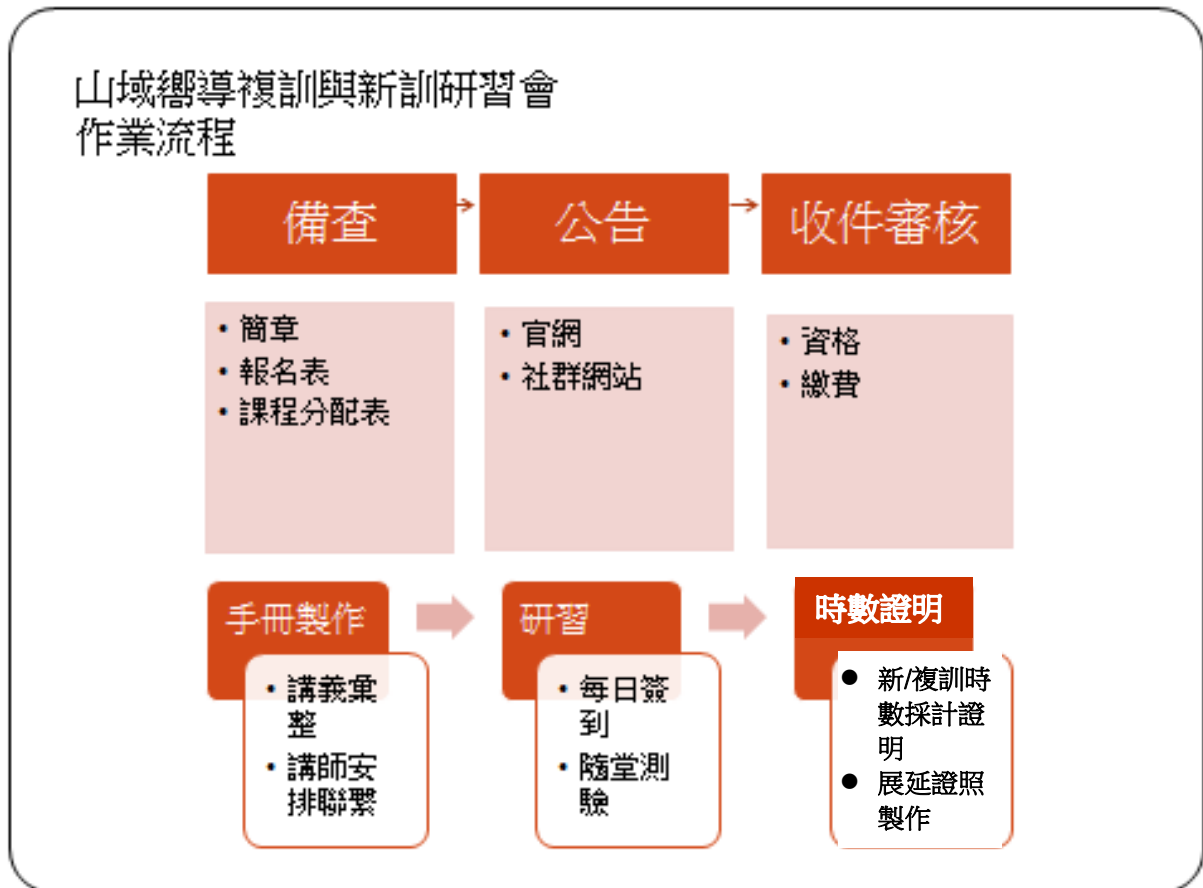 山域嚮導複訓與新訓研習會
作業流程
備查
公告
收件審核
• 簡章
• 報名表
• 課程分配表
• 官網
• 社群網站
• 資格
• 繳費
手冊製作
• 講義彙
整
• 講師安
排聯繫
研習
• 每日簽
到
• 隨堂測
驗
時數證明
● 新/複訓時
數採計證
明
● 展延證照
製作